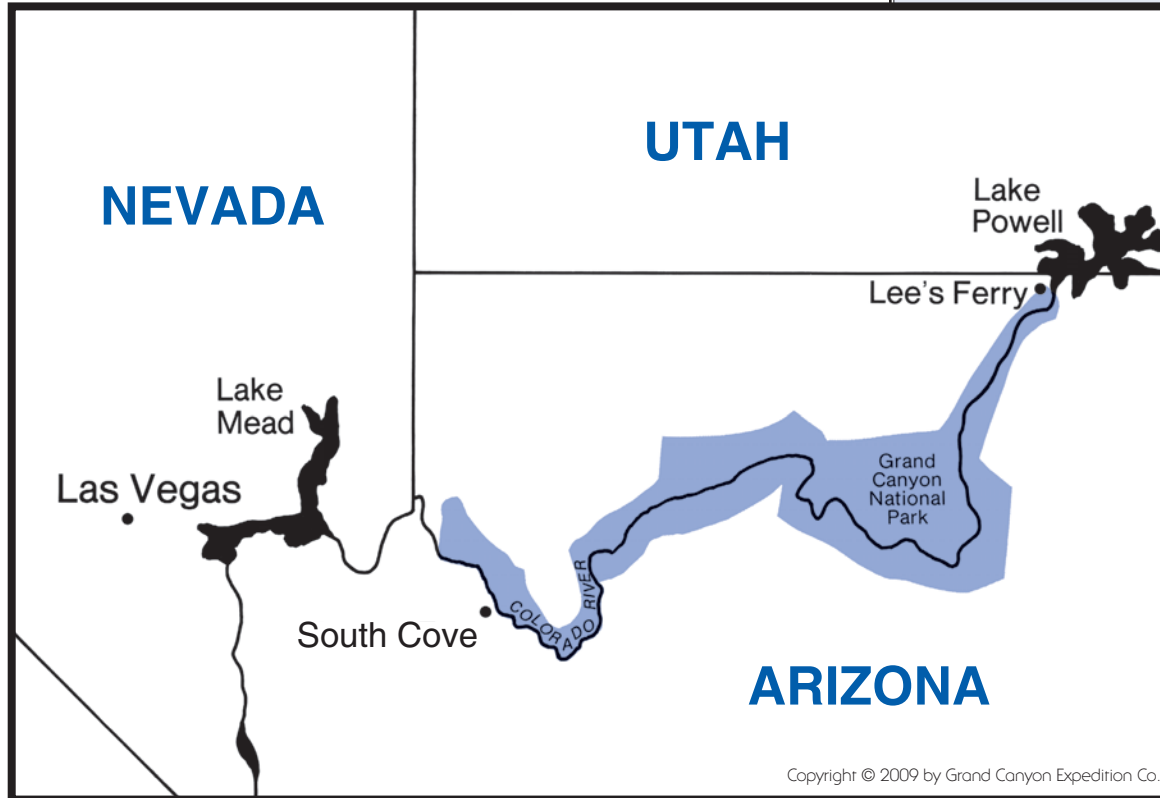 UTAH
NEVADA
Lake
Powell
Lee's Ferry
Lake
Mead
Las Vegas
Grand
Canyon
National
Park
COLORADO RIVER
South Cove
ARIZONA
Copyright © 2009 by Grand Canyon Expedition Co.